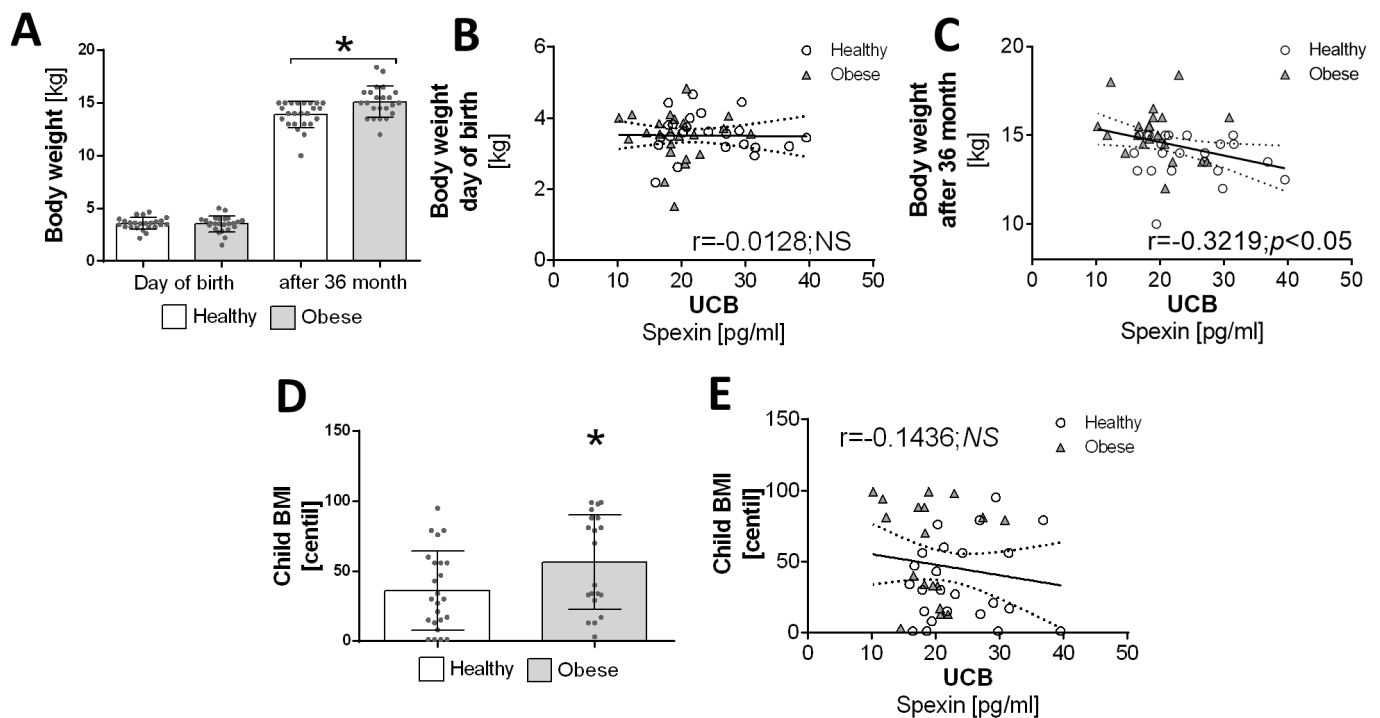 A
Body weight [kg]
20
15
10
5
0
*
Day of birth
after 36 month
Healthy
Obese
B
Body weight
day of birth
[kg]
6
4
2
0
Healthy
Obese
r=-0.0128;NS
0 10 20 30 40 50
UCB
Spexin [pg/ml]
C
Body weight
after 36 month
[kg]
20
15
10
Healthy
Obese
r=-0.3219;p<0.05
0 10 20 30 40 50
UCB
Spexin [pg/ml]
D
Child BMI
[centil]
150
100
50
0
*
Healthy
Obese
E
Child BMI
[centil]
150
100
50
0
r=-0.1436;NS
Healthy
Obese
0 10 20 30 40 50
UCB
Spexin [pg/ml]